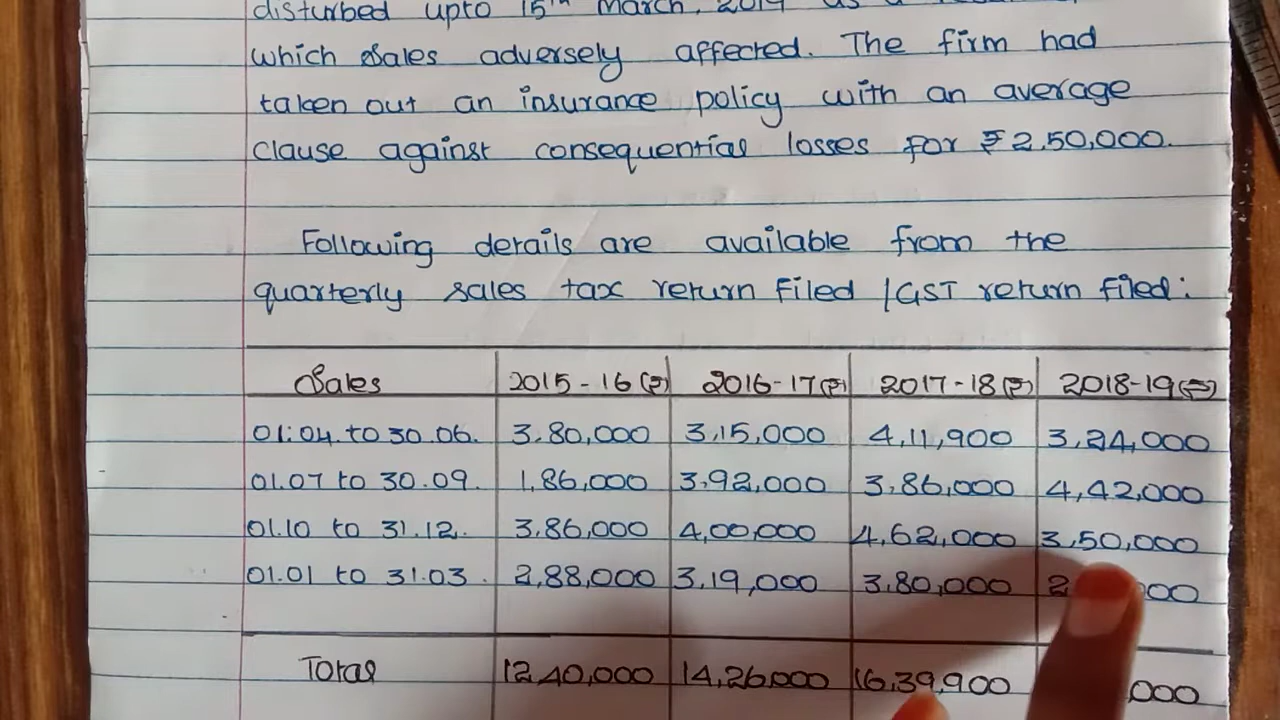 disturbed upto 15th March, 2019 as a
which sales adversely affected. The firm had
taken out an insurance policy with an average
clause against consequential losses for ₹2,50,000.
Following details are available from the
quarterly sales tax return filed /GST return filed:
Sales 2015-16(₹) 2016-17(₹) 2017-18(₹) 2018-19(₹)
01.04.to 30.06. 3,80,000 3,15,000 4,11,900 3,24,000
01.07 to 30.09. 1,86,000 3,92,000 3,86,000 4,42,000
01.10 to 31.12. 3,86,000 4,00,000 4,62,000 3,50,000
01.01 to 31.03. 2,88,000 3,19,000 3,80,000
Total 12,40,000 14,26,000 16,39,900